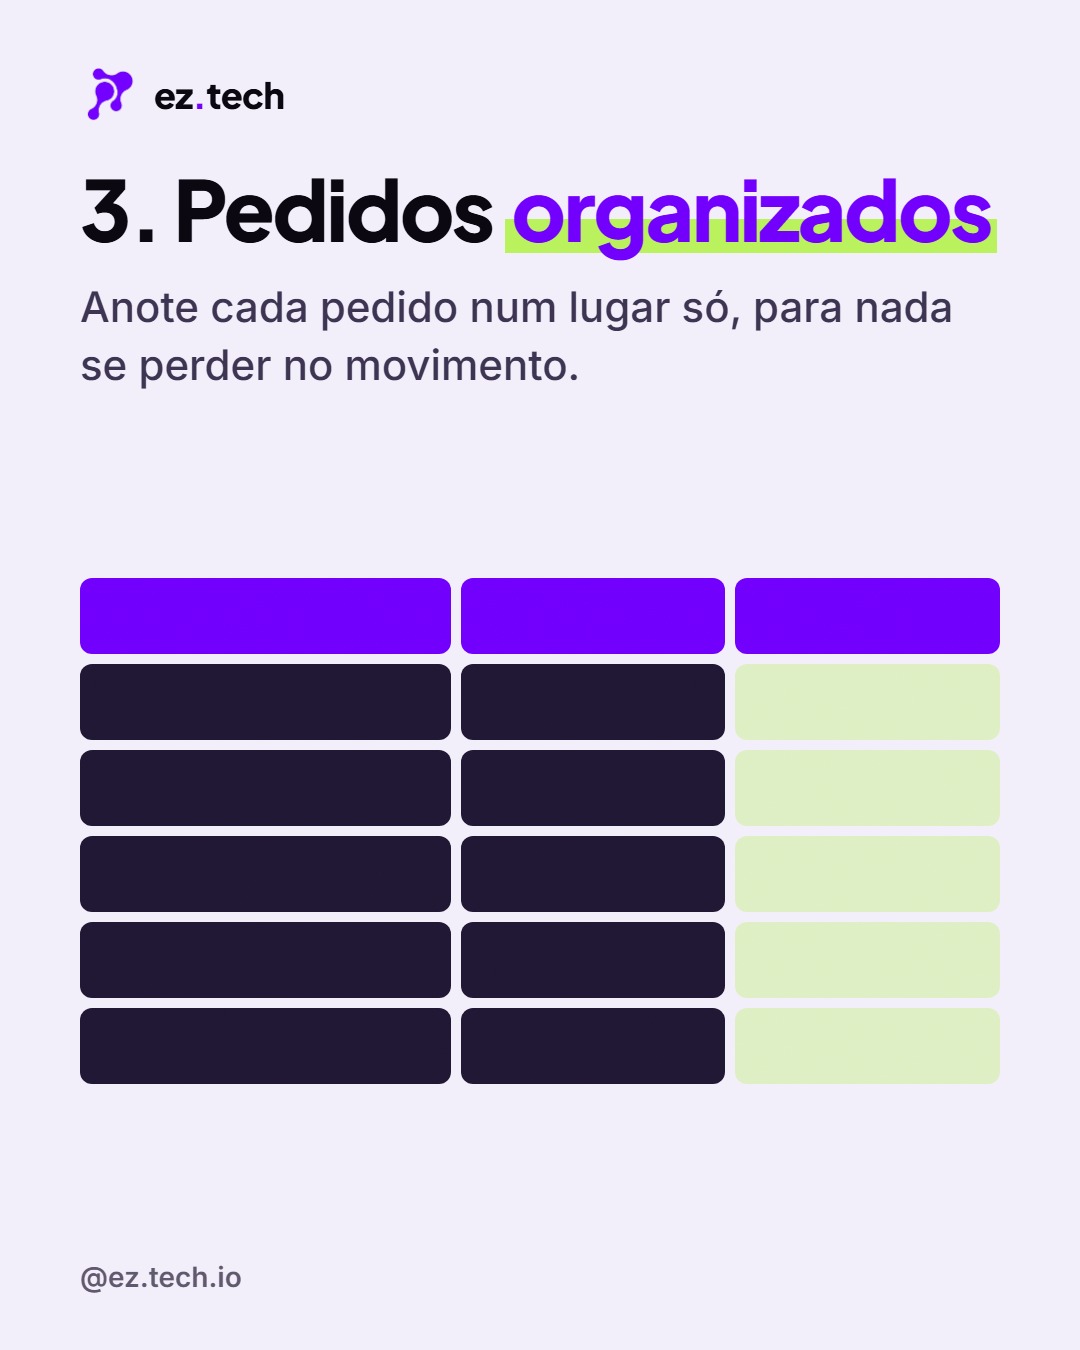 ez.tech
3. Pedidos organizados
Anote cada pedido num lugar só, para nada
se perder no movimento.
@ez.tech.io